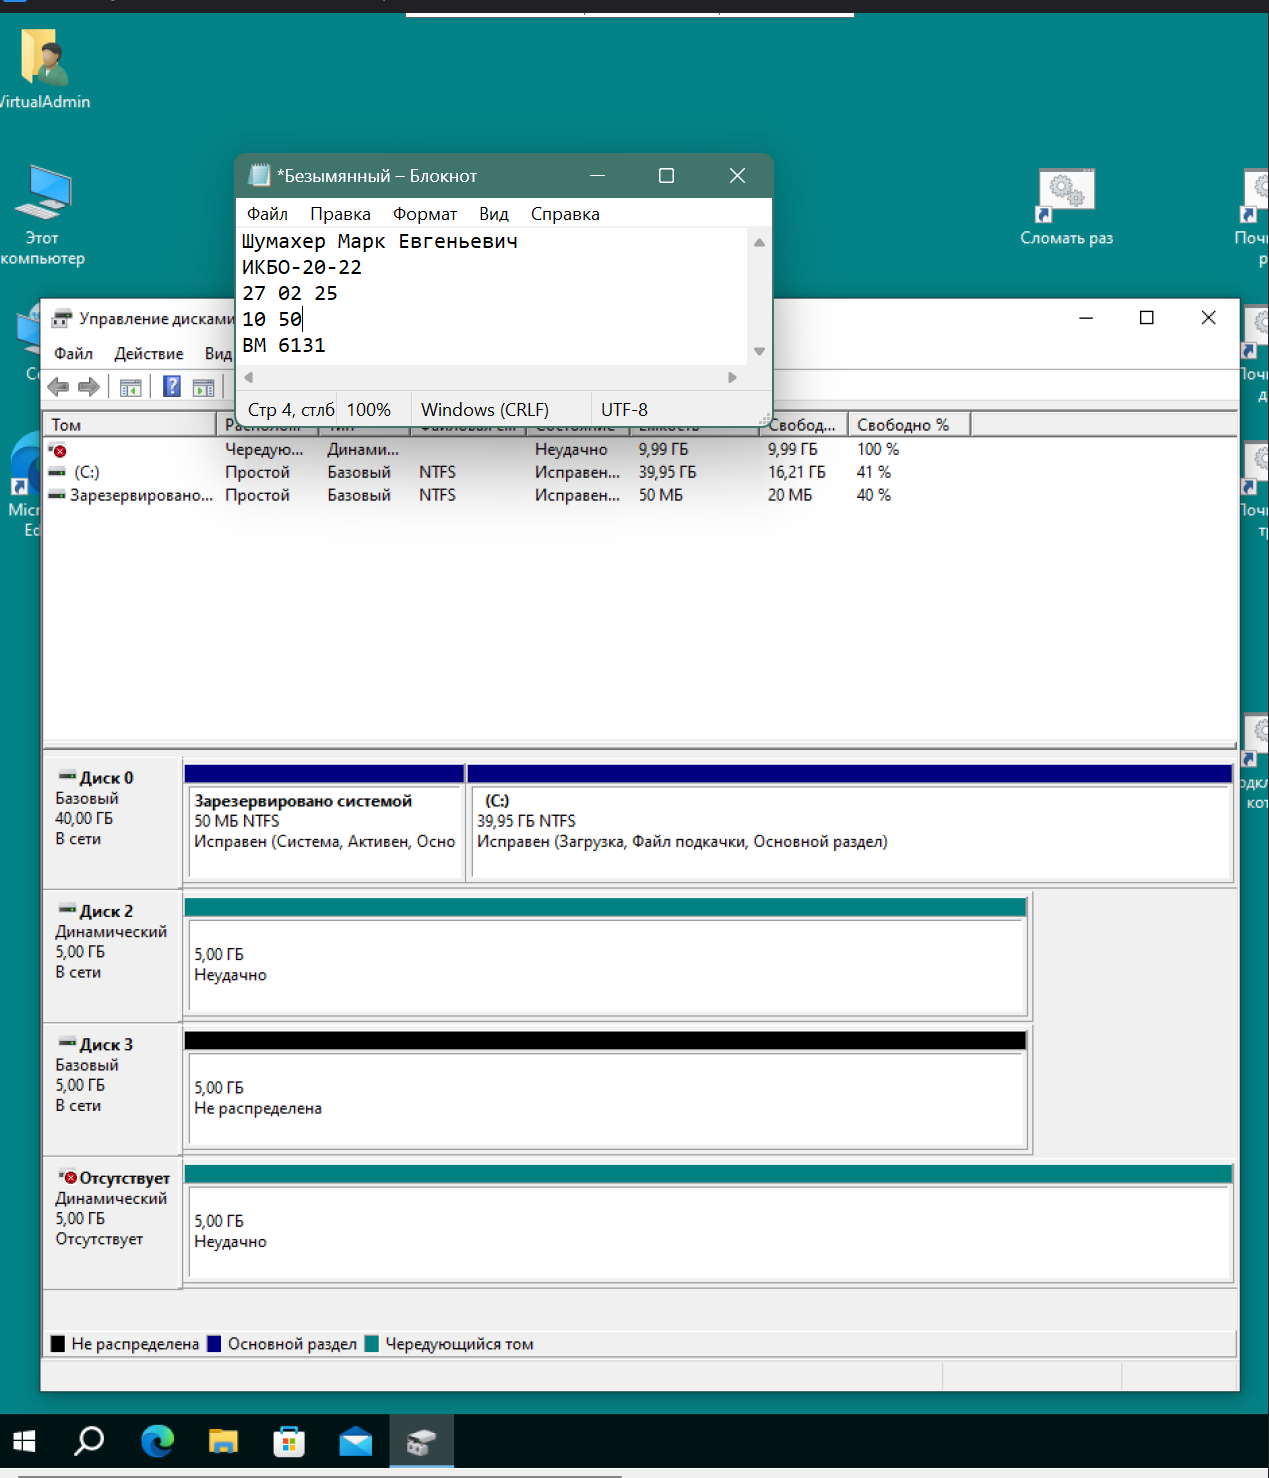 VirtualAdmin
Этот
компьютер
Сломать раз
*Безымянный – Блокнот
Файл Правка Формат Вид Справка
Шумахер Марк Евгеньевич
ИКБО-20-22
27 02 25
10 50
ВМ 6131
Стр 4, стлб 100% Windows (CRLF) UTF-8
Управление дисками
Файл Действие Вид
Том Располо... Тип Файловая с... Состояние Емкость Свобод... Свободно %
Чередую... Динами... Неудачно 9,99 ГБ 9,99 ГБ 100 %
(C:) Простой Базовый NTFS Исправен... 39,95 ГБ 16,21 ГБ 41 %
Зарезервировано... Простой Базовый NTFS Исправен... 50 МБ 20 МБ 40 %
Диск 0
Базовый
40,00 ГБ
В сети
Зарезервировано системой
50 МБ NTFS
Исправен (Система, Активен, Осно
(C:)
39,95 ГБ NTFS
Исправен (Загрузка, Файл подкачки, Основной раздел)
Диск 2
Динамический
5,00 ГБ
В сети
5,00 ГБ
Неудачно
Диск 3
Базовый
5,00 ГБ
В сети
5,00 ГБ
Не распределена
Отсутствует
Динамический
5,00 ГБ
Отсутствует
5,00 ГБ
Неудачно
Не распределена Основной раздел Чередующийся том